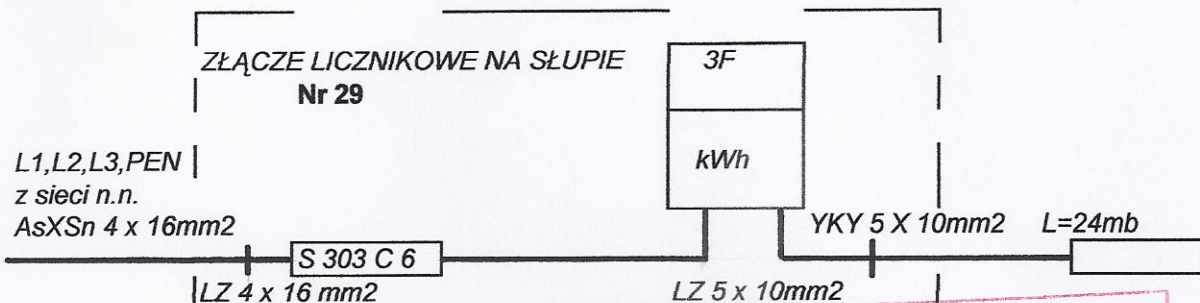 ZŁĄCZE LICZNIKOWE NA SŁUPIE
Nr 29
3F
kWh
L1,L2,L3,PEN
z sieci n.n.
AsXSn 4 x 16mm2
S 303 C 6
YKY 5 X 10mm2
L=24mb
LZ 4 x 16 mm2
LZ 5 x 10mm2